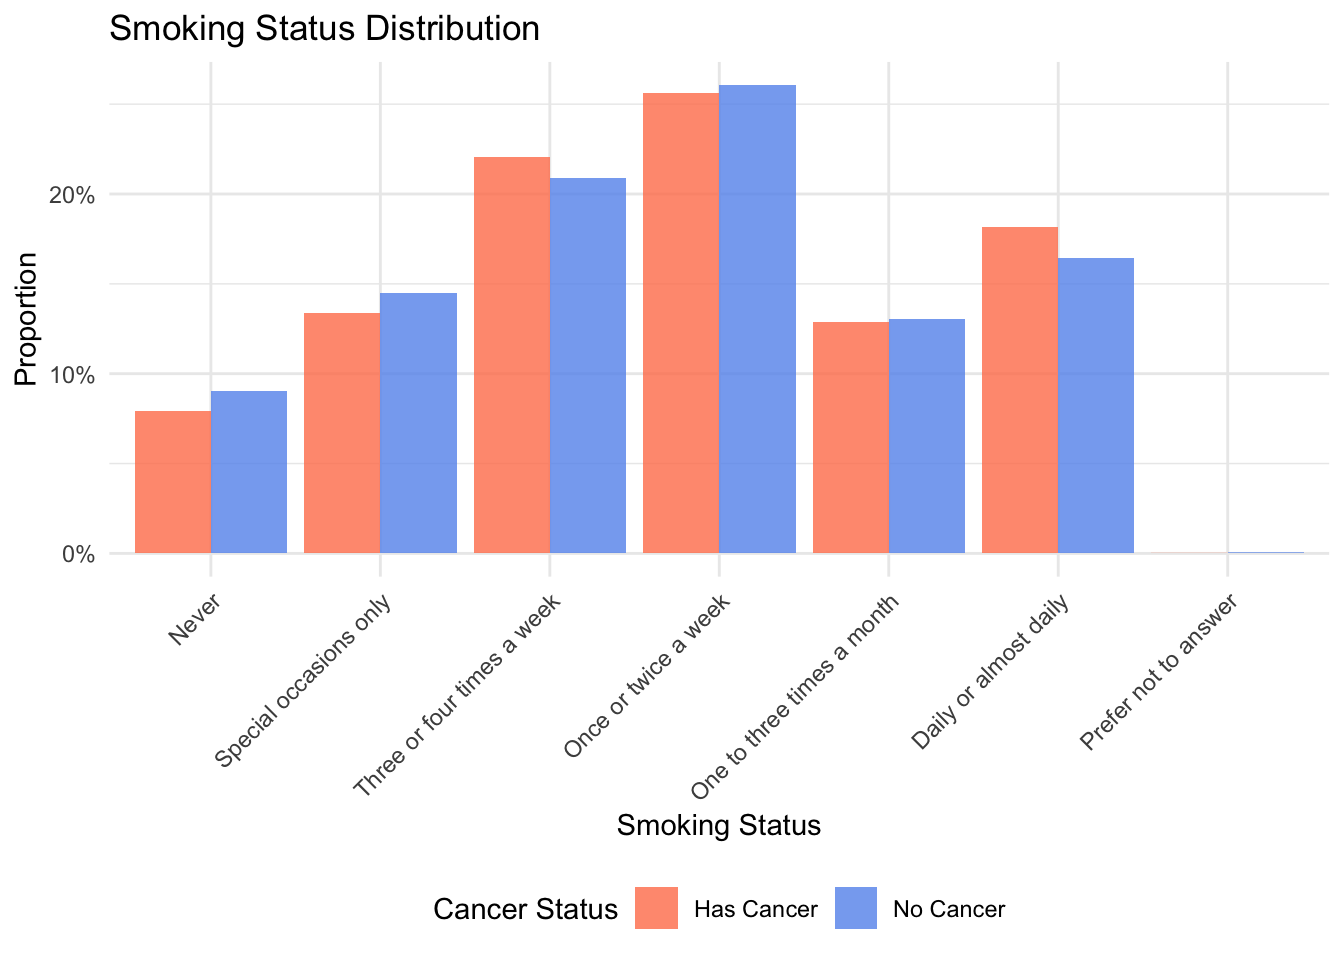 Smoking Status Distribution
Proportion
20%
10%
0%
Never
Special occasions only
Three or four times a week
Once or twice a week
One to three times a month
Daily or almost daily
Prefer not to answer
Smoking Status
Cancer Status Has Cancer No Cancer